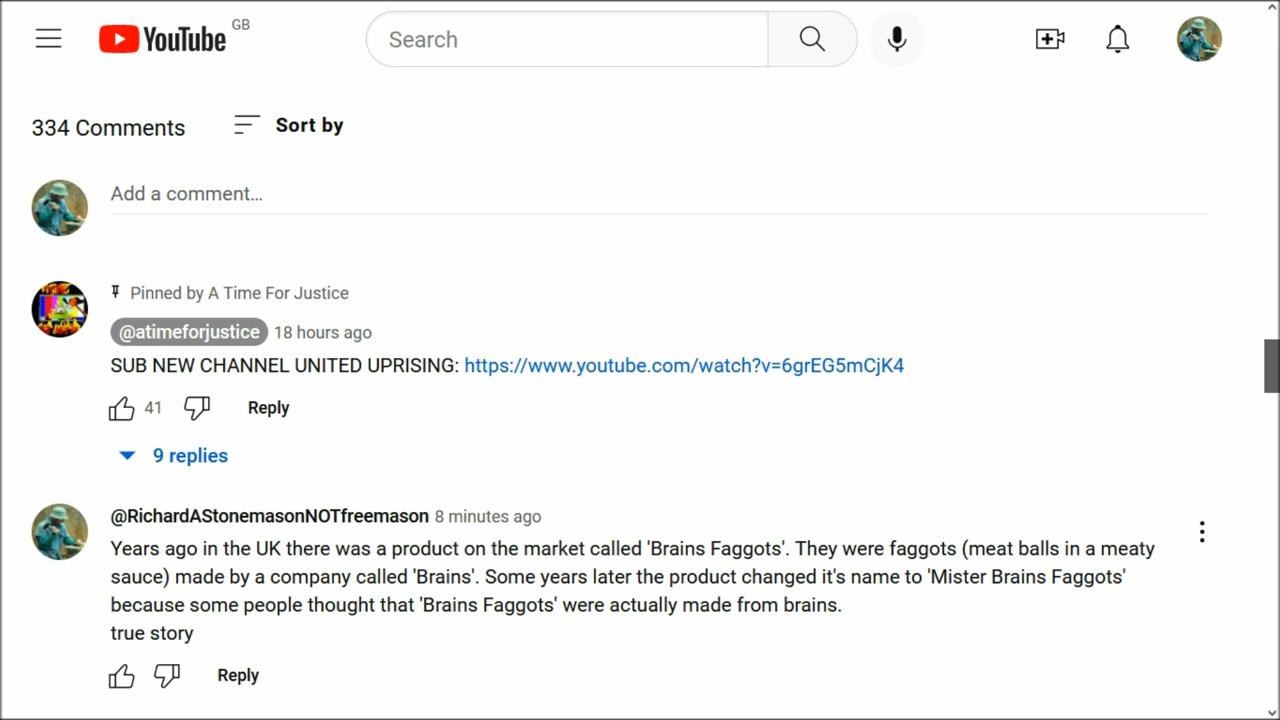 YouTube GB
Search
334 Comments
Sort by
Add a comment...
Pinned by A Time For Justice
@atimeforjustice 18 hours ago
SUB NEW CHANNEL UNITED UPRISING: https://www.youtube.com/watch?v=6grEG5mCjK4
41 Reply
9 replies
@RichardAStonemasonNOTfreemason 8 minutes ago
Years ago in the UK there was a product on the market called 'Brains Faggots'. They were faggots (meat balls in a meaty
sauce) made by a company called 'Brains'. Some years later the product changed it's name to 'Mister Brains Faggots'
because some people thought that 'Brains Faggots' were actually made from brains.
true story
Reply